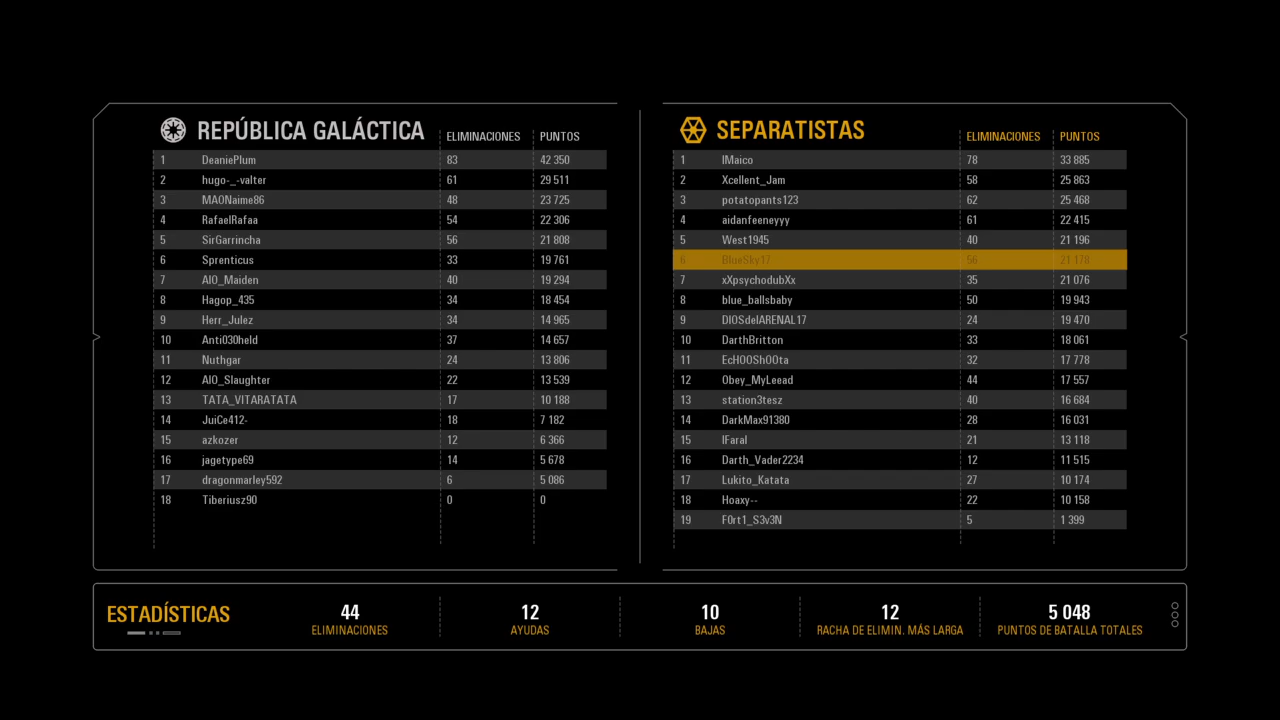 REPÚBLICA GALÁCTICA ELIMINACIONES PUNTOS
1 DeaniePlum 83 42 350
2 hugo-_-valter 61 29 511
3 MAONaime86 48 23 725
4 RafaelRafaa 54 22 306
5 SirGarrincha 56 21 808
6 Sprenticus 33 19 761
7 AIO_Maiden 40 19 294
8 Hagop_435 34 18 454
9 Herr_Julez 34 14 965
10 Anti030held 37 14 657
11 Nuthgar 24 13 806
12 AIO_Slaughter 22 13 539
13 TATA_VITARATATA 17 10 188
14 JuiCe412- 18 7 182
15 azkozer 12 6 366
16 jagetype69 14 5 678
17 dragonmarley592 6 5 086
18 Tiberiusz90 0 0
SEPARATISTAS ELIMINACIONES PUNTOS
1 IMaico 78 33 885
2 Xcellent_Jam 58 25 863
3 potatopants123 62 25 468
4 aidanfeeneyyy 61 22 415
5 West1945 40 21 196
6 BlueSky17 56 21 178
7 xXpsychodubXx 35 21 076
8 blue_ballsbaby 50 19 943
9 DIOSdelARENAL17 24 19 470
10 DarthBritton 33 18 061
11 EcHOOShOOta 32 17 778
12 Obey_MyLeead 44 17 557
13 station3tesz 40 16 684
14 DarkMax91380 28 16 031
15 IFaral 21 13 118
16 Darth_Vader2234 12 11 515
17 Lukito_Katata 27 10 174
18 Hoaxy-- 22 10 158
19 F0rt1_S3v3N 5 1 399
ESTADÍSTICAS
44 12 10 12 5 048
ELIMINACIONES AYUDAS BAJAS RACHA DE ELIMIN. MÁS LARGA PUNTOS DE BATALLA TOTALES